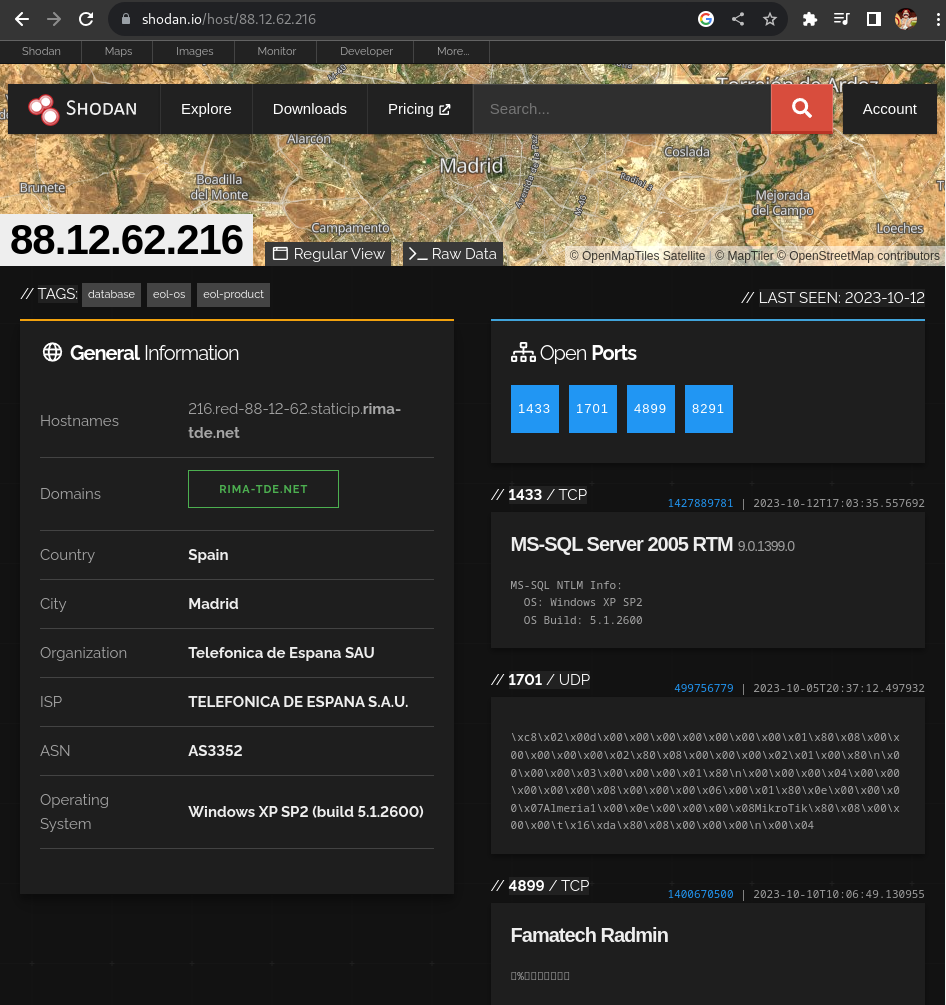 shodan.io/host/88.12.62.216
Shodan
Maps
Images
Monitor
Developer
More...
Torrejón de Ardoz
SHODAN
Explore
Downloads
Pricing
Search...
Account
Alarcón
Madrid
Coslada
Brunete
Boadilla
del Monte
Radial 3
M-45
Mejorada
del Campo
Campamento
Loeches
88.12.62.216
Regular View
Raw Data
© OpenMapTiles Satellite | © MapTiler © OpenStreetMap contributors
// TAGS: database eol-os eol-product
// LAST SEEN: 2023-10-12
General Information
Hostnames
216.red-88-12-62.staticip.rima-
tde.net
Domains
RIMA-TDE.NET
Country
Spain
City
Madrid
Organization
Telefonica de Espana SAU
ISP
TELEFONICA DE ESPANA S.A.U.
ASN
AS3352
Operating
System
Windows XP SP2 (build 5.1.2600)
Open Ports
1433
1701
4899
8291
// 1433 / TCP
1427889781 | 2023-10-12T17:03:35.557692
MS-SQL Server 2005 RTM 9.0.1399.0
MS-SQL NTLM Info:
OS: Windows XP SP2
OS Build: 5.1.2600
// 1701 / UDP
499756779 | 2023-10-05T20:37:12.497932
\xc8\x02\x00d\x00\x00\x00\x00\x00\x00\x00\x01\x80\x08\x00\x
00\x00\x00\x00\x02\x80\x08\x00\x00\x00\x02\x01\x00\x80\n\x0
0\x00\x00\x03\x00\x00\x00\x01\x80\n\x00\x00\x00\x04\x00\x00
\x00\x00\x00\x08\x00\x00\x00\x06\x00\x01\x80\x0e\x00\x00\x0
0\x07Almeria1\x00\x0e\x00\x00\x00\x08MikroTik\x80\x08\x00\x
00\x00\t\x16\xda\x80\x08\x00\x00\x00\n\x00\x04
// 4899 / TCP
1400670500 | 2023-10-10T10:06:49.130955
Famatech Radmin